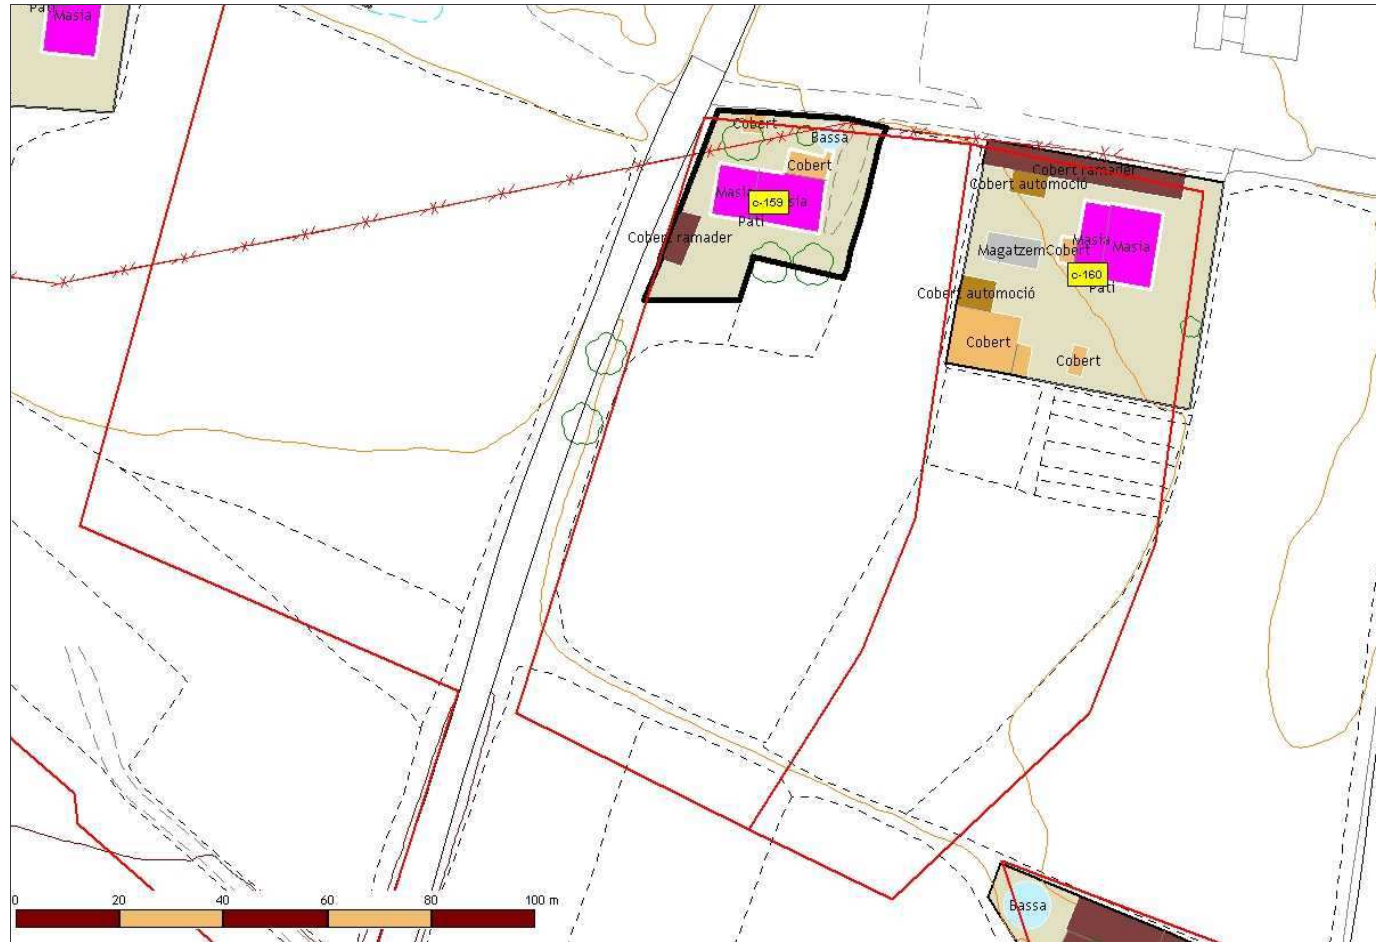 Pati
Masia
Cobert
Bassa
Cobert
Masia
c-159
Pati
Cobert ramader
Cobert ramader
Cobert automoció
Masia
Masia
Magatzem
Cobert
c-160
Pati
Cobert automoció
Cobert
Cobert
Bassa
0 20 40 60 80 100 m